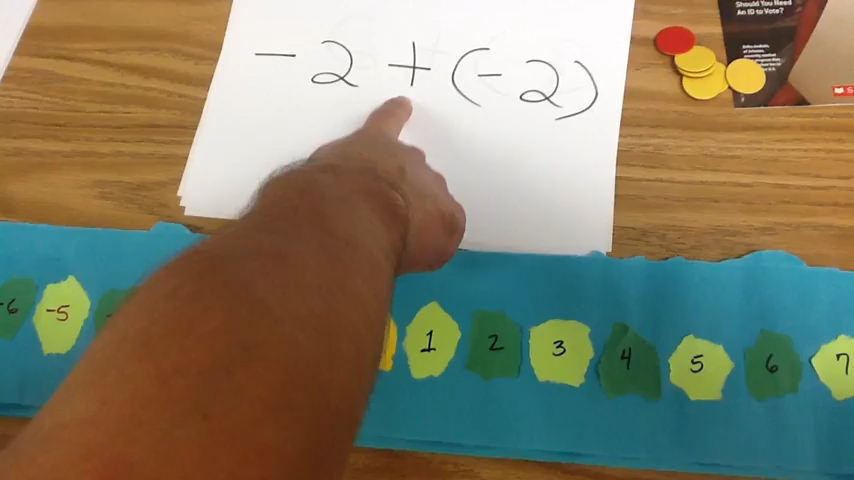 Should You Need
An ID to Vote?
- 2 + (- 2)
-6 -5 1 2 3 4 5 6 7